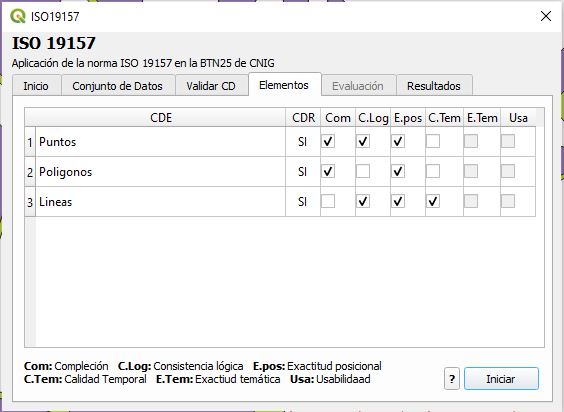 ISO19157
ISO 19157
Aplicación de la norma ISO 19157 en la BTN25 de CNIG
Inicio Conjunto de Datos Validar CD Elementos Evaluación Resultados
CDE CDR Com C.Log E.pos C.Tem E.Tem Usa
1 Puntos SI
2 Poligonos SI
3 Lineas SI
Com: Compleción C.Log: Consistencia lógica E.pos: Exactitud posicional
C.Tem: Calidad Temporal E.Tem: Exactiud temática Usa: Usabilidaad
? Iniciar